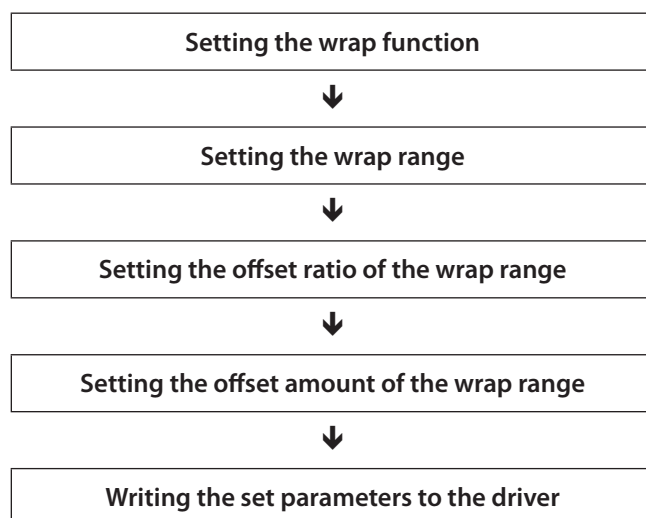 Setting the wrap function
Setting the wrap range
Setting the offset ratio of the wrap range
Setting the offset amount of the wrap range
Writing the set parameters to the driver